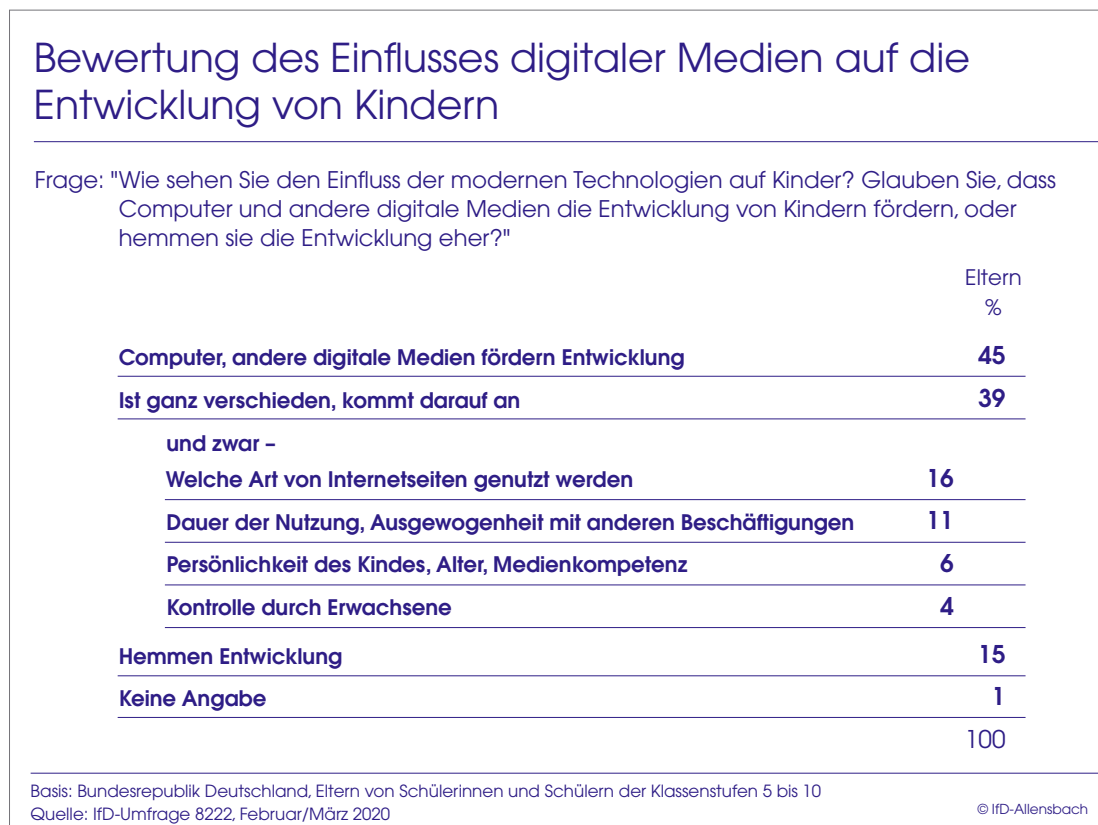 Bewertung des Einflusses digitaler Medien auf die
Entwicklung von Kindern
Frage: "Wie sehen Sie den Einfluss der modernen Technologien auf Kinder? Glauben Sie, dass
Computer und andere digitale Medien die Entwicklung von Kindern fördern, oder
hemmen sie die Entwicklung eher?"
Eltern
%
Computer, andere digitale Medien fördern Entwicklung 45
Ist ganz verschieden, kommt darauf an 39
und zwar –
Welche Art von Internetseiten genutzt werden 16
Dauer der Nutzung, Ausgewogenheit mit anderen Beschäftigungen 11
Persönlichkeit des Kindes, Alter, Medienkompetenz 6
Kontrolle durch Erwachsene 4
Hemmen Entwicklung 15
Keine Angabe 1
100
Basis: Bundesrepublik Deutschland, Eltern von Schülerinnen und Schülern der Klassenstufen 5 bis 10
Quelle: IfD-Umfrage 8222, Februar/März 2020
© IfD-Allensbach